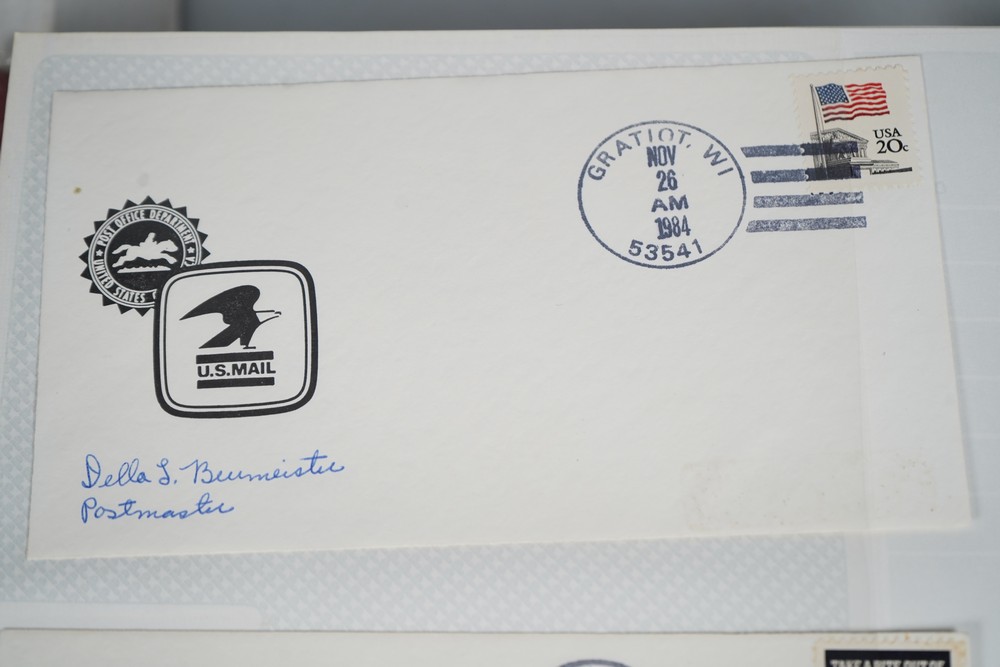 POST OFFICE DEPARTMENT
UNITED STATES
U.S.MAIL
Della L. Beumeister
Postmaster
GRATIOT, WI
NOV
26
AM
1984
53541
USA
20c